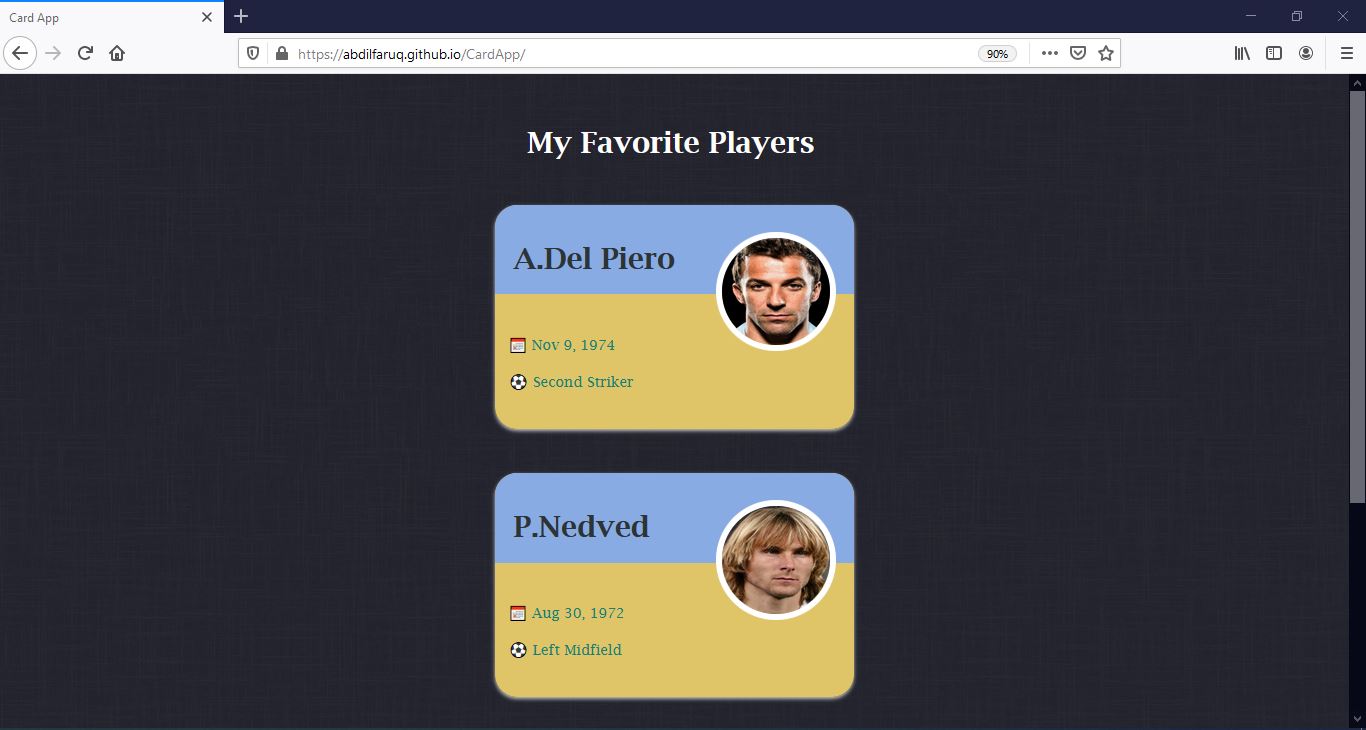 Card App
https://abdilfaruq.github.io/CardApp/
90%
My Favorite Players
A.Del Piero
Nov 9, 1974
Second Striker
P.Nedved
Aug 30, 1972
Left Midfield